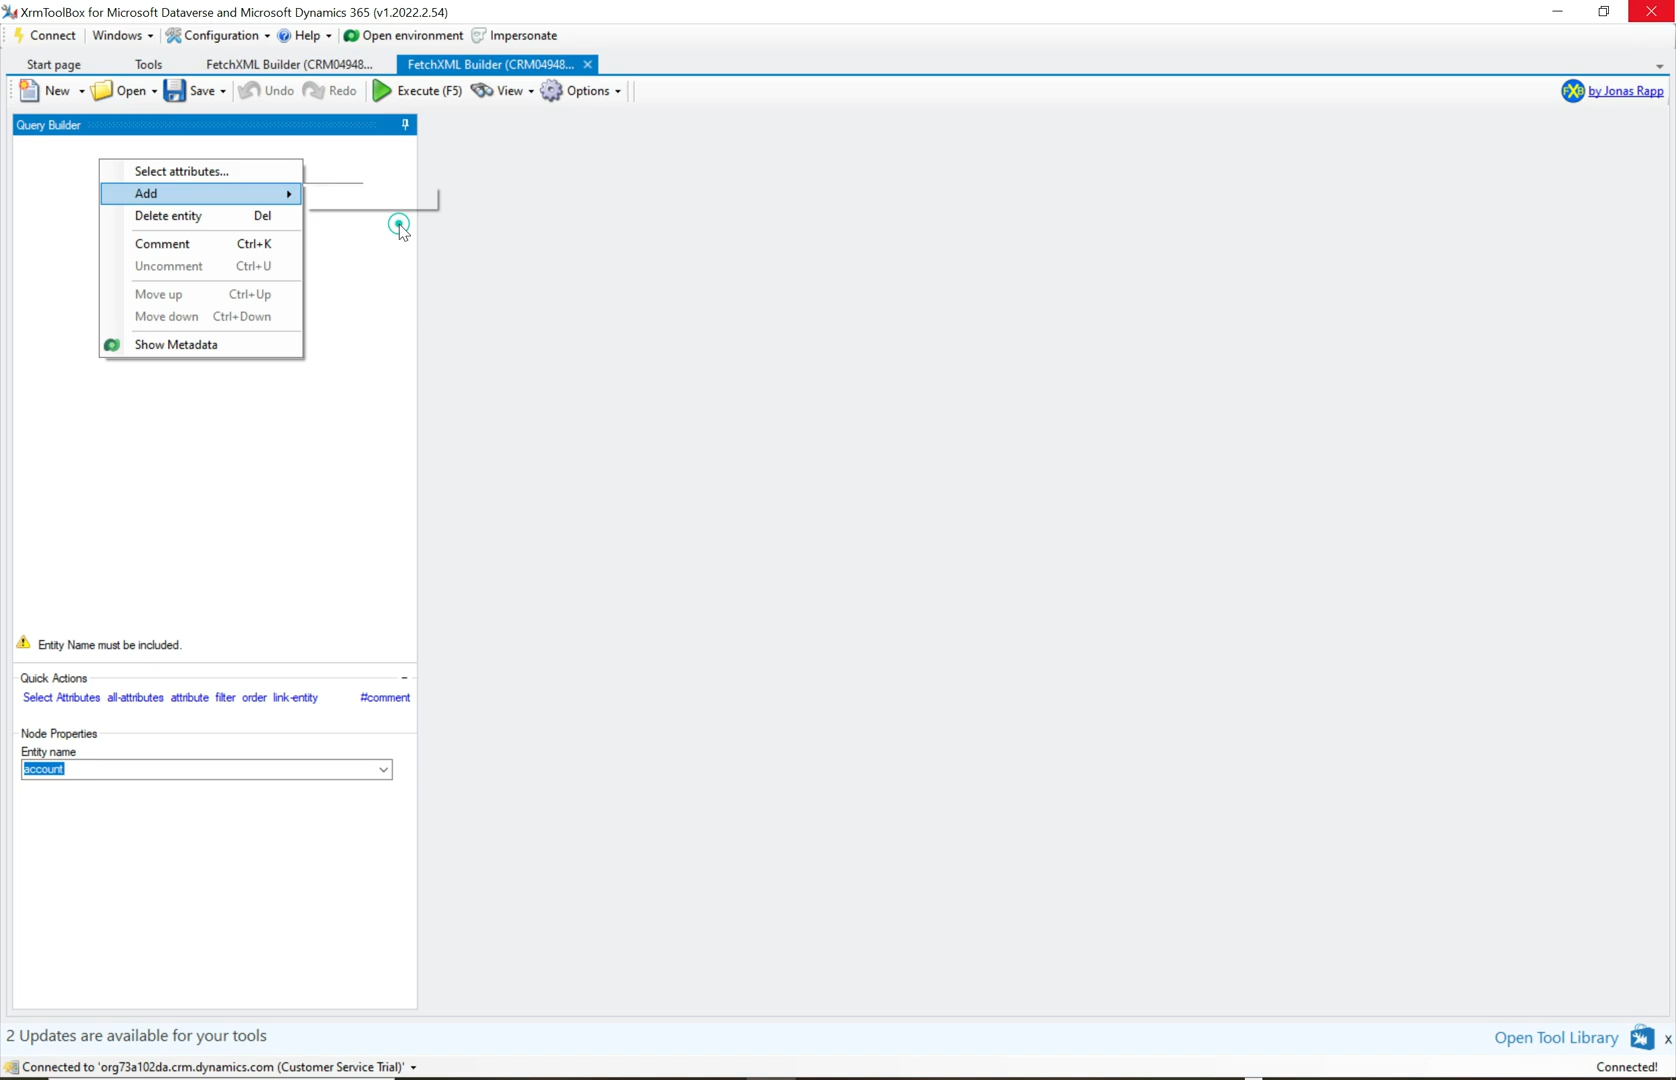 XrmToolBox for Microsoft Dataverse and Microsoft Dynamics 365 (v1.2022.2.54)
Connect Windows Configuration Help Open environment Impersonate
Start page Tools FetchXML Builder (CRM04948... FetchXML Builder (CRM04948...
New Open Save Undo Redo Execute (F5) View Options FXB by Jonas Rapp
Query Builder
Select attributes...
Add
Delete entity Del
Comment Ctrl+K
Uncomment Ctrl+U
Move up Ctrl+Up
Move down Ctrl+Down
Show Metadata
Entity Name must be included.
Quick Actions
Select Attributes all-attributes attribute filter order link-entity #comment
Node Properties
Entity name
account
2 Updates are available for your tools Open Tool Library x
Connected to 'org73a102da.crm.dynamics.com (Customer Service Trial)' Connected!